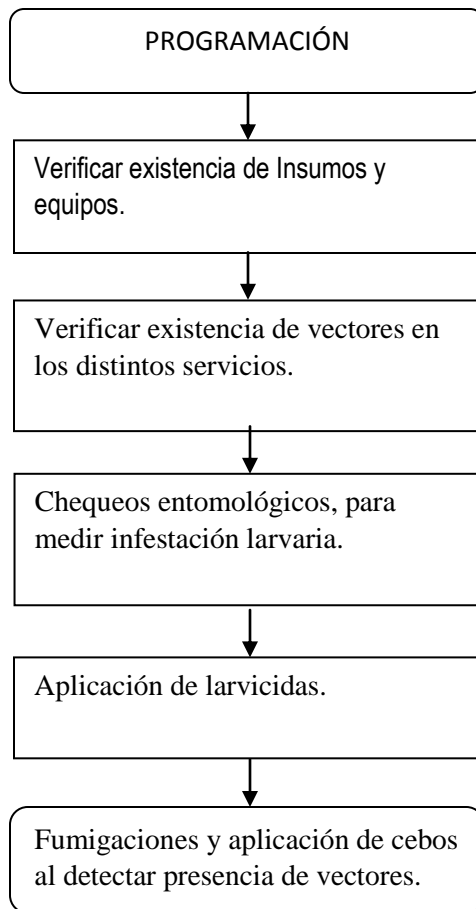 PROGRAMACIÓN
Verificar existencia de Insumos y
equipos.
Verificar existencia de vectores en
los distintos servicios.
Chequeos entomológicos, para
medir infestación larvaria.
Aplicación de larvicidas.
Fumigaciones y aplicación de cebos
al detectar presencia de vectores.